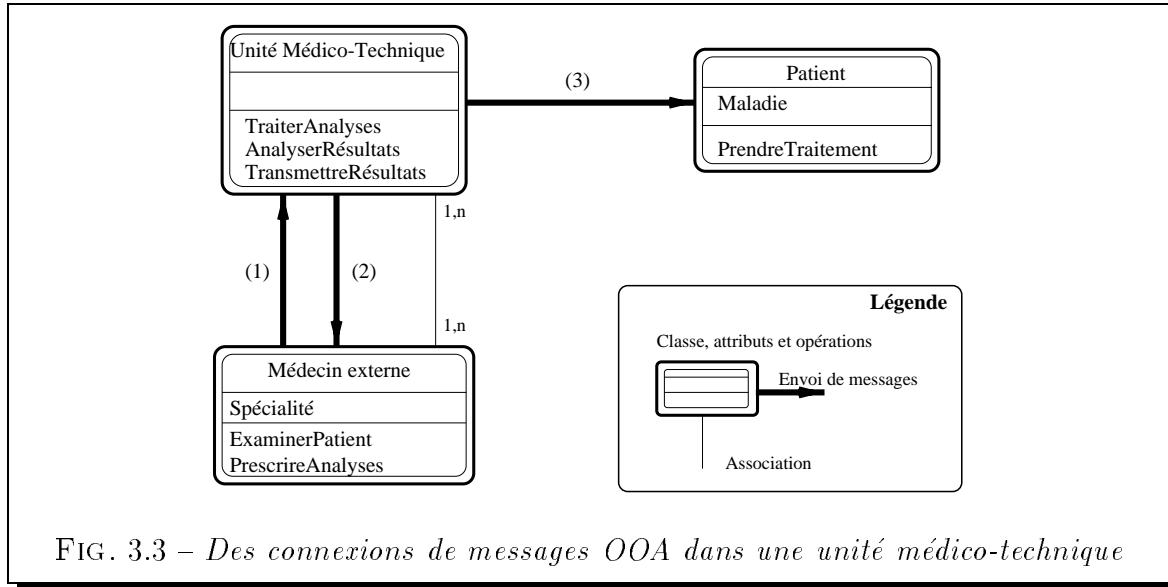 Unité Médico-Technique
TraiterAnalyses
AnalyserRésultats
TransmettreRésultats
(3)
Patient
Maladie
PrendreTraitement
1,n
(1)
(2)
1,n
Médecin externe
Spécialité
ExaminerPatient
PrescrireAnalyses
Légende
Classe, attributs et opérations
Envoi de messages
Association
FIG. 3.3 – Des connexions de messages OOA dans une unité médico-technique